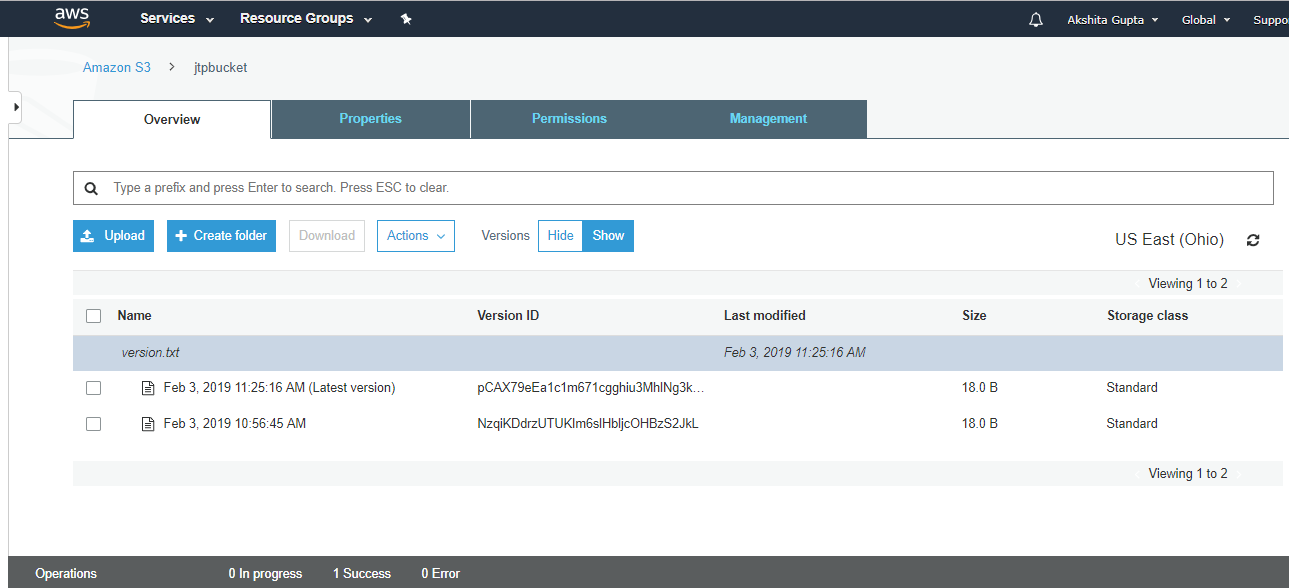 aws Services Resource Groups Akshita Gupta Global Suppo
Amazon S3 > jtpbucket
Overview Properties Permissions Management
Type a prefix and press Enter to search. Press ESC to clear.
Upload + Create folder Download Actions Versions Hide Show US East (Ohio)
Viewing 1 to 2
Name Version ID Last modified Size Storage class
version.txt Feb 3, 2019 11:25:16 AM
Feb 3, 2019 11:25:16 AM (Latest version) pCAX79eEa1c1m671cgghiu3MhINg3k... 18.0 B Standard
Feb 3, 2019 10:56:45 AM NzqiKDdrzUTUKIm6slHbljcOHBzS2JkL 18.0 B Standard
Viewing 1 to 2
Operations 0 In progress 1 Success 0 Error